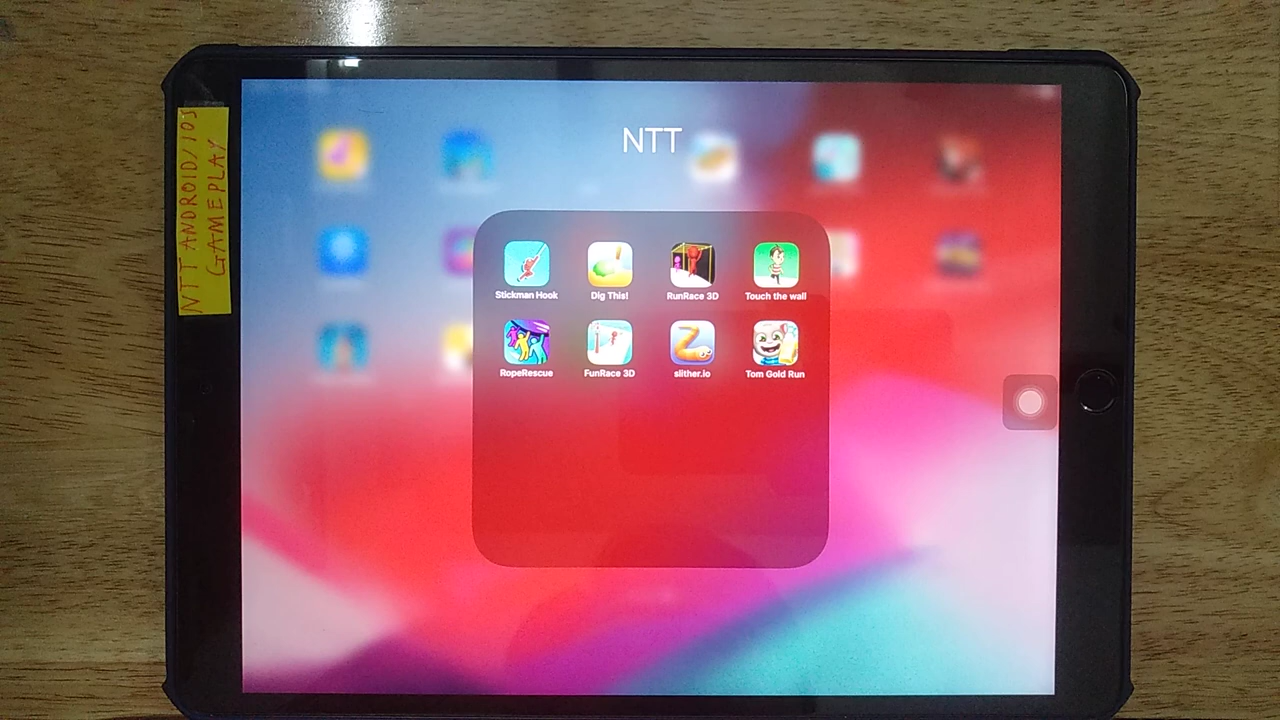 NTT ANDROID/IOS
GAMEPLAY
NTT
Stickman Hook
Dig This!
RunRace 3D
Touch the wall
RopeRescue
FunRace 3D
slither.io
Tom Gold Run